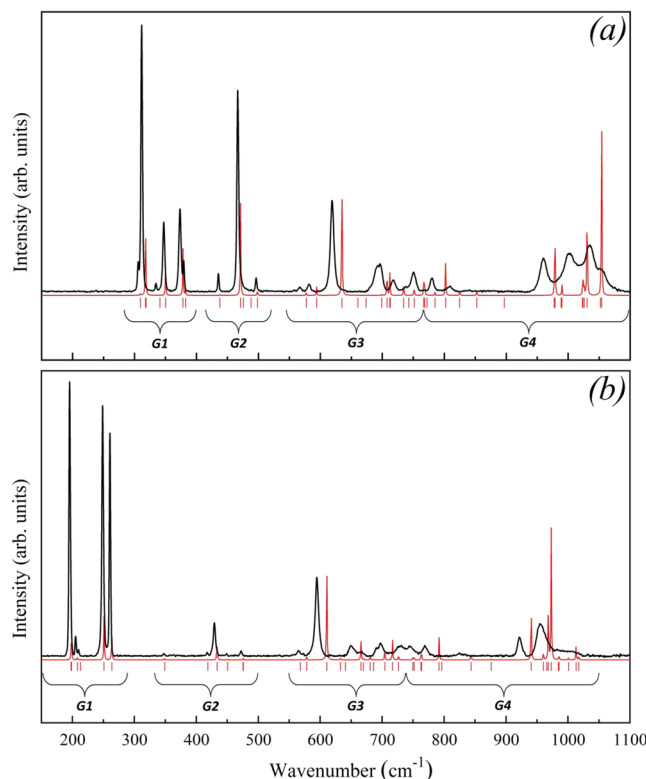 (a)
Intensity (arb. units)
G1 G2 G3 G4
(b)
Intensity (arb. units)
G1 G2 G3 G4
200 300 400 500 600 700 800 900 1000 1100
Wavenumber (cm-1)